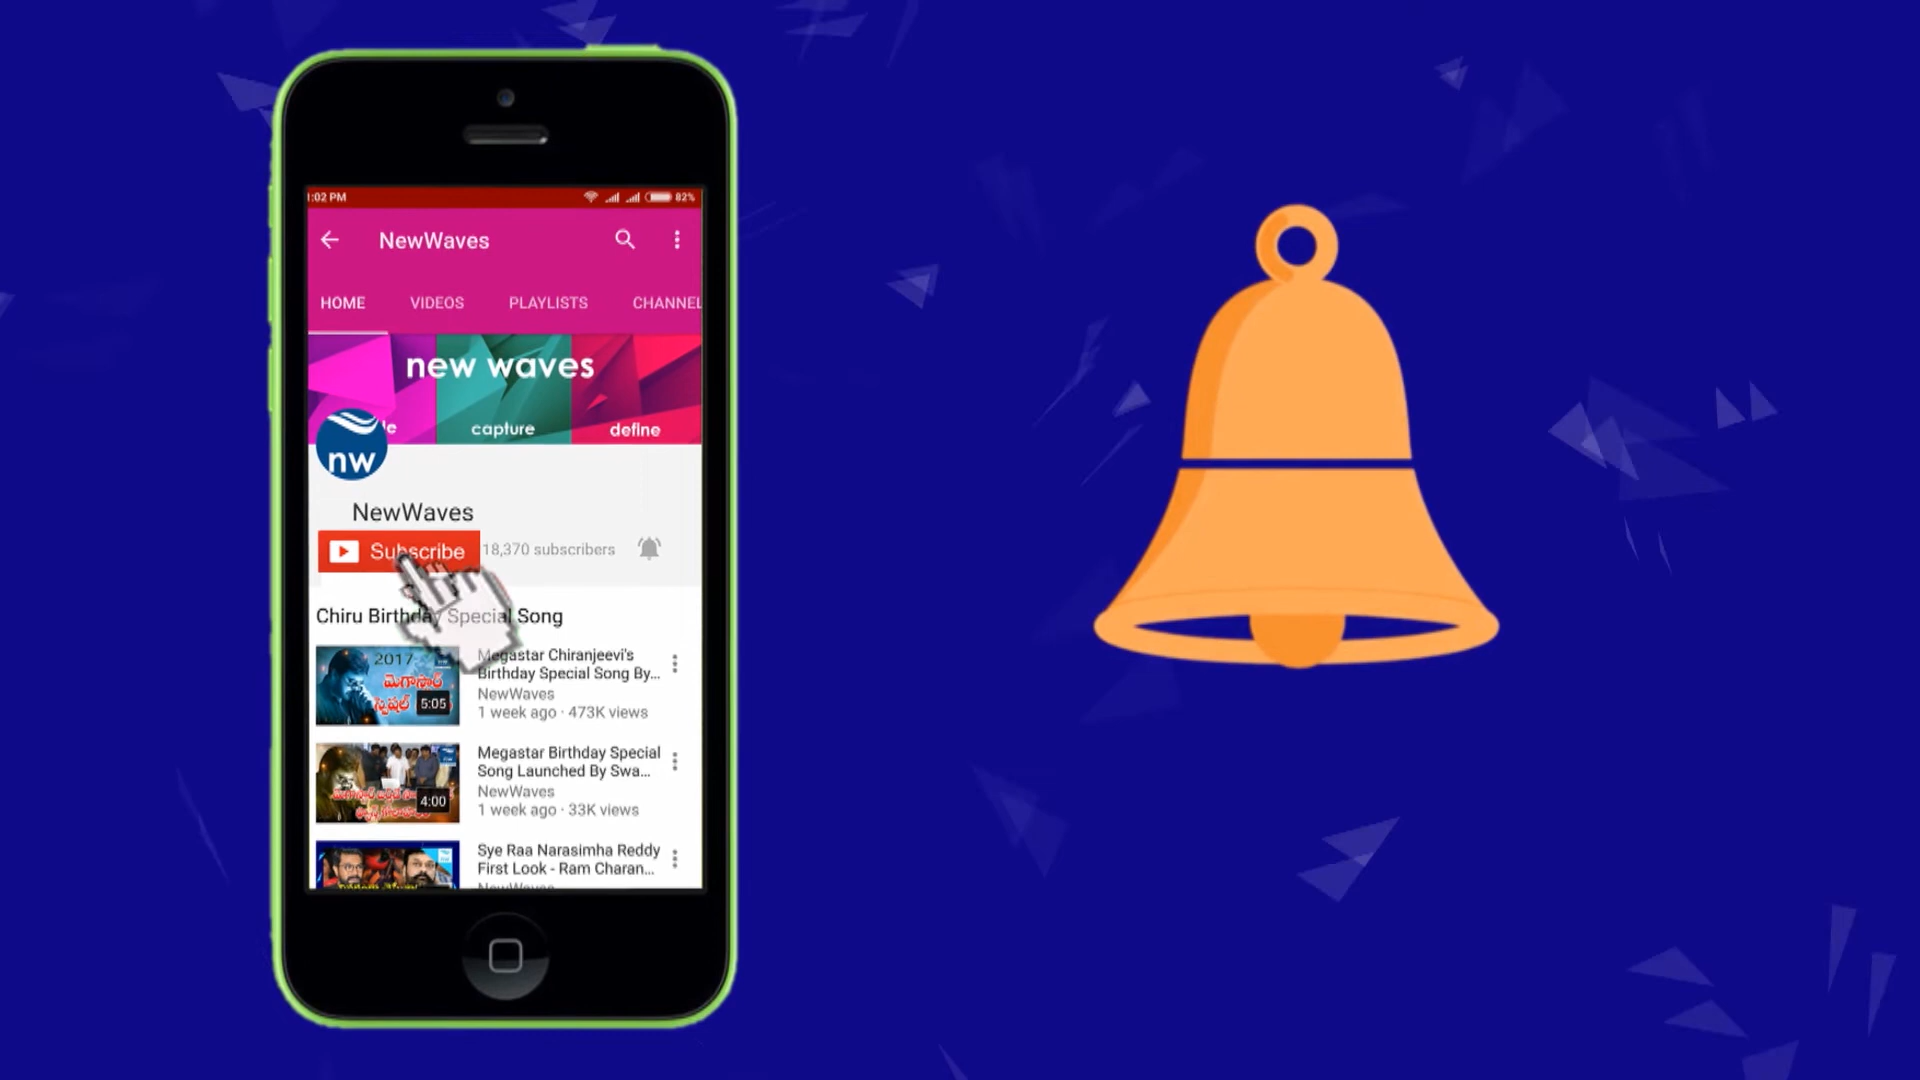 1:02 PM
82%
NewWaves
HOME VIDEOS PLAYLISTS CHANNEL
new waves
capture define
nw
NewWaves
Subscribe 18,370 subscribers
Chiru Birthday Special Song
2017
మెగాస్టార్
స్పెషల్
5:05
Megastar Chiranjeevi's
Birthday Special Song By...
NewWaves
1 week ago · 473K views
4:00
Megastar Birthday Special
Song Launched By Swa...
NewWaves
1 week ago · 33K views
Sye Raa Narasimha Reddy
First Look - Ram Charan...
NewWaves